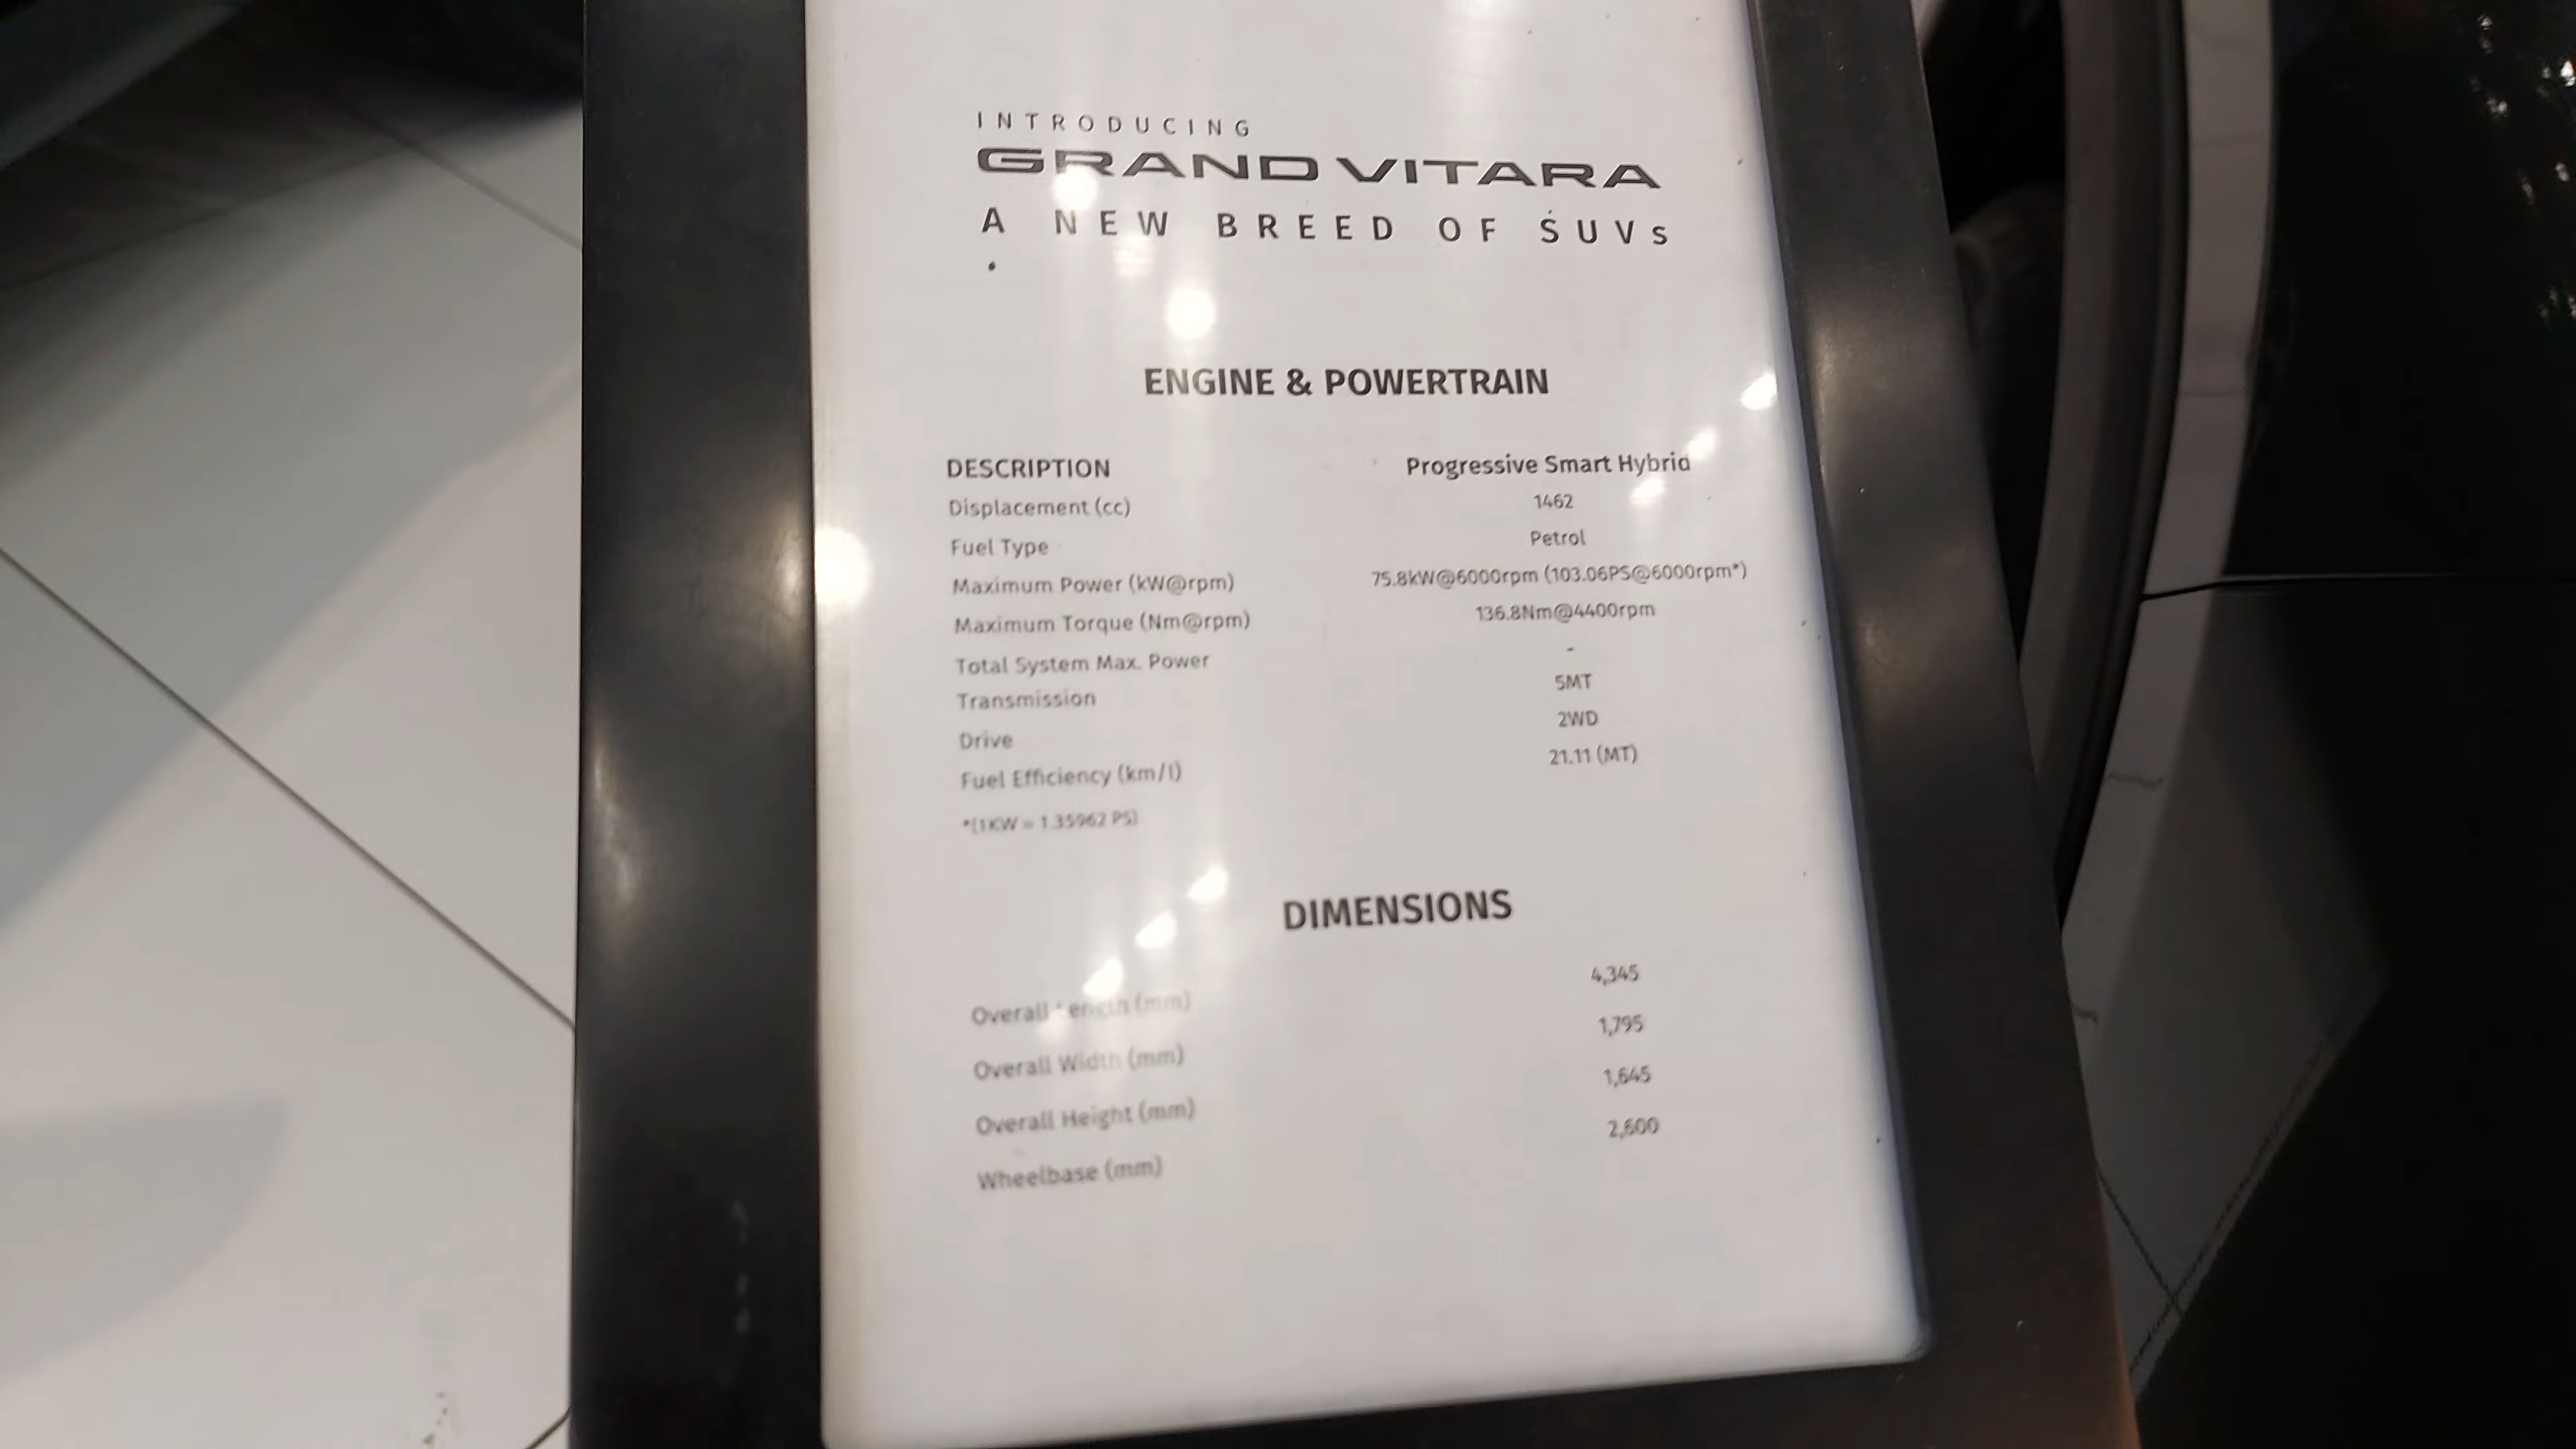 INTRODUCING
GRAND VITARA
A NEW BREED OF SUVs
ENGINE & POWERTRAIN
DESCRIPTION Progressive Smart Hybrid
Displacement (cc) 1462
Fuel Type Petrol
Maximum Power (kW@rpm) 75.8kW@6000rpm (103.06PS@6000rpm*)
Maximum Torque (Nm@rpm) 136.8Nm@4400rpm
Total System Max. Power -
Transmission 5MT
Drive 2WD
Fuel Efficiency (km/l) 21.11 (MT)
*(1KW = 1.35962 PS)
DIMENSIONS
Overall Length (mm) 4,345
Overall Width (mm) 1,795
Overall Height (mm) 1,645
Wheelbase (mm) 2,600